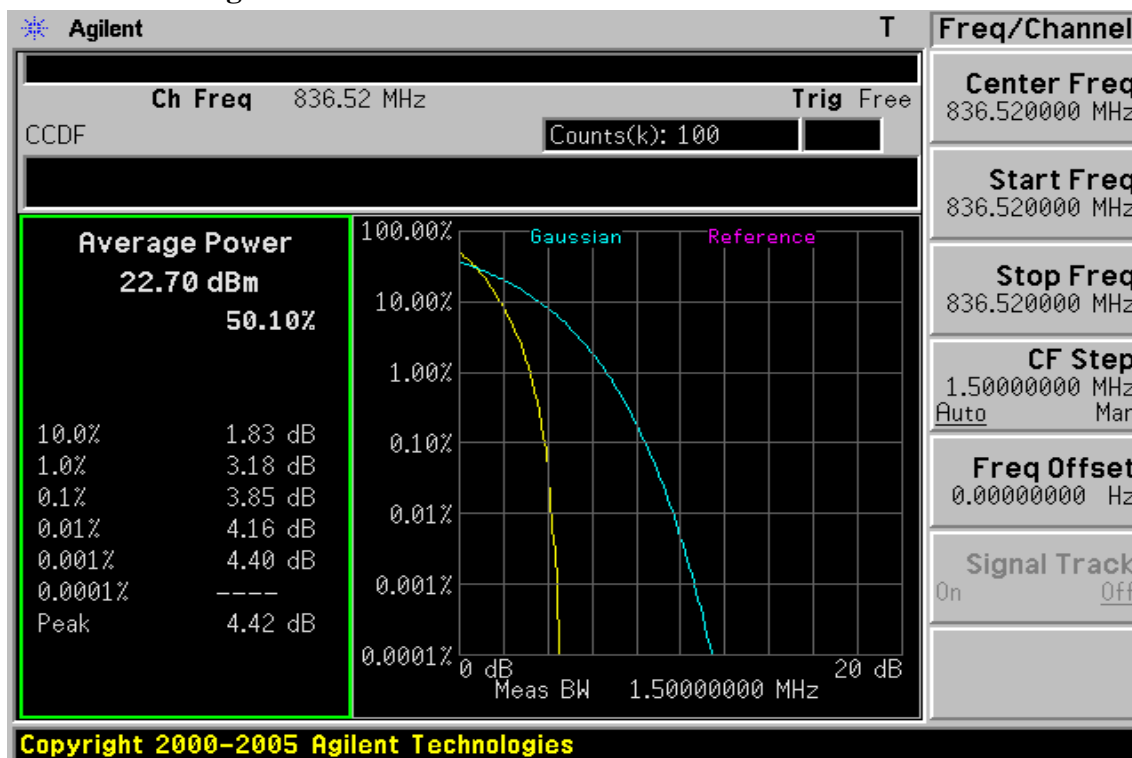 Agilent T
Ch Freq 836.52 MHz Trig Free
CCDF
Counts(k): 100
Average Power
22.70 dBm
50.10%
10.0% 1.83 dB
1.0% 3.18 dB
0.1% 3.85 dB
0.01% 4.16 dB
0.001% 4.40 dB
0.0001% ----
Peak 4.42 dB
100.00%
10.00%
1.00%
0.10%
0.01%
0.001%
0.0001%
Gaussian Reference
0 dB 20 dB
Meas BW 1.50000000 MHz
Freq/Channel
Center Freq
836.520000 MHz
Start Freq
836.520000 MHz
Stop Freq
836.520000 MHz
CF Step
1.50000000 MHz
Auto Man
Freq Offset
0.00000000 Hz
Signal Track
On Off
Copyright 2000-2005 Agilent Technologies